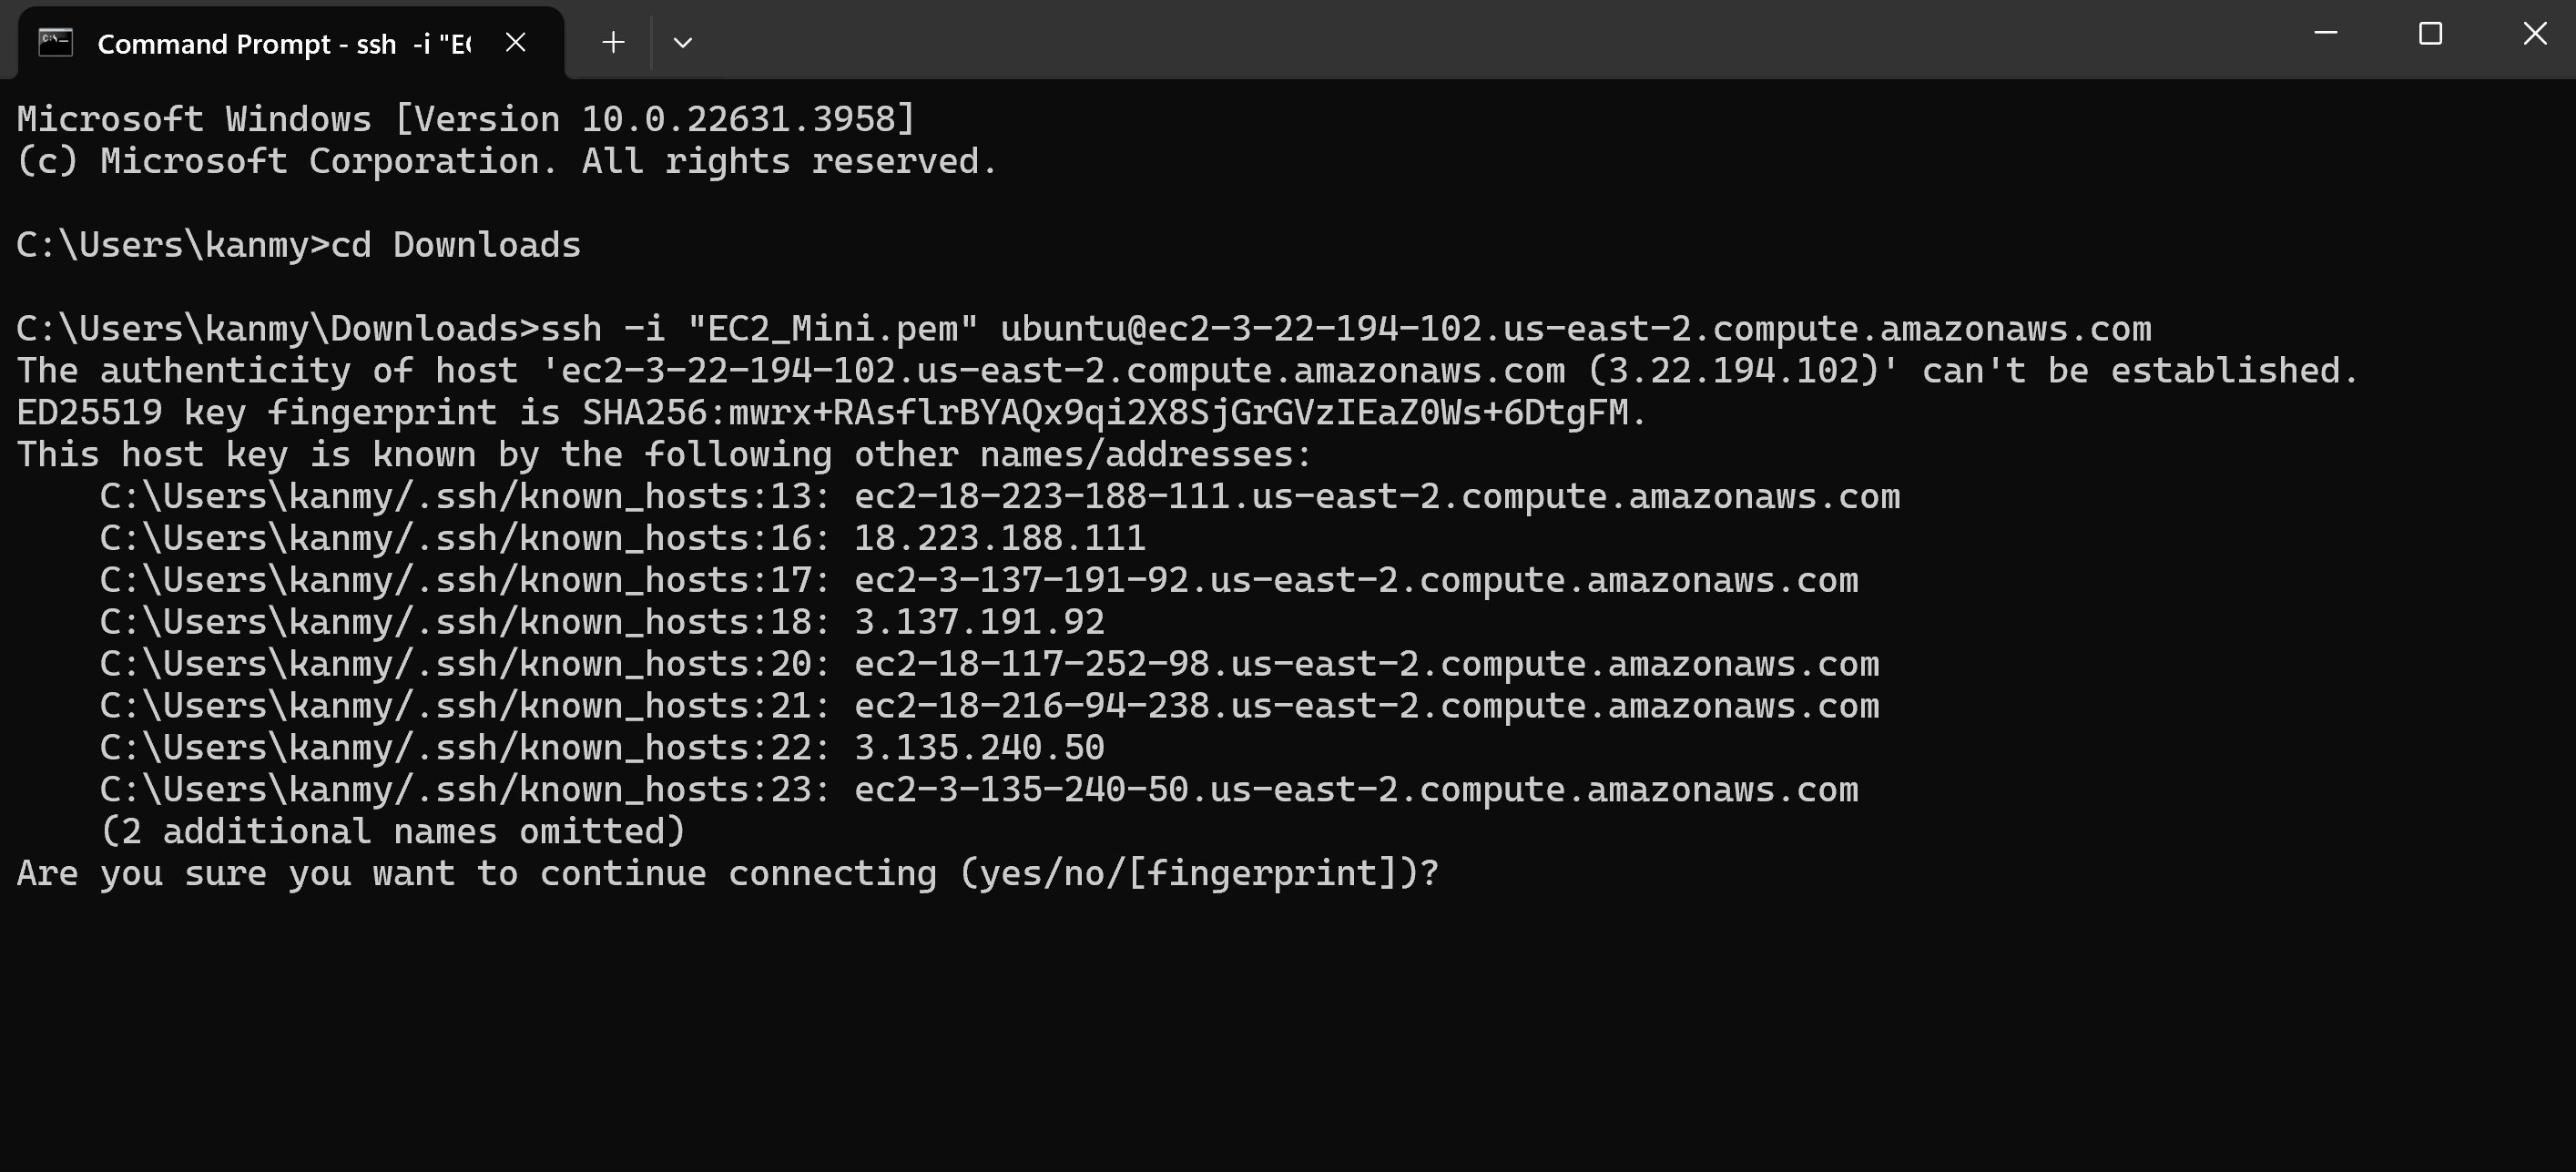 Command Prompt - ssh -i "EC
Microsoft Windows [Version 10.0.22631.3958]
(c) Microsoft Corporation. All rights reserved.
C:\Users\kanmy>cd Downloads
C:\Users\kanmy\Downloads>ssh -i "EC2_Mini.pem" ubuntu@ec2-3-22-194-102.us-east-2.compute.amazonaws.com
The authenticity of host 'ec2-3-22-194-102.us-east-2.compute.amazonaws.com (3.22.194.102)' can't be established.
ED25519 key fingerprint is SHA256:mwrx+RAsflrBYAQx9qi2X8SjGrGVzIEaZ0Ws+6DtgFM.
This host key is known by the following other names/addresses:
    C:\Users\kanmy/.ssh/known_hosts:13: ec2-18-223-188-111.us-east-2.compute.amazonaws.com
    C:\Users\kanmy/.ssh/known_hosts:16: 18.223.188.111
    C:\Users\kanmy/.ssh/known_hosts:17: ec2-3-137-191-92.us-east-2.compute.amazonaws.com
    C:\Users\kanmy/.ssh/known_hosts:18: 3.137.191.92
    C:\Users\kanmy/.ssh/known_hosts:20: ec2-18-117-252-98.us-east-2.compute.amazonaws.com
    C:\Users\kanmy/.ssh/known_hosts:21: ec2-18-216-94-238.us-east-2.compute.amazonaws.com
    C:\Users\kanmy/.ssh/known_hosts:22: 3.135.240.50
    C:\Users\kanmy/.ssh/known_hosts:23: ec2-3-135-240-50.us-east-2.compute.amazonaws.com
    (2 additional names omitted)
Are you sure you want to continue connecting (yes/no/[fingerprint])?